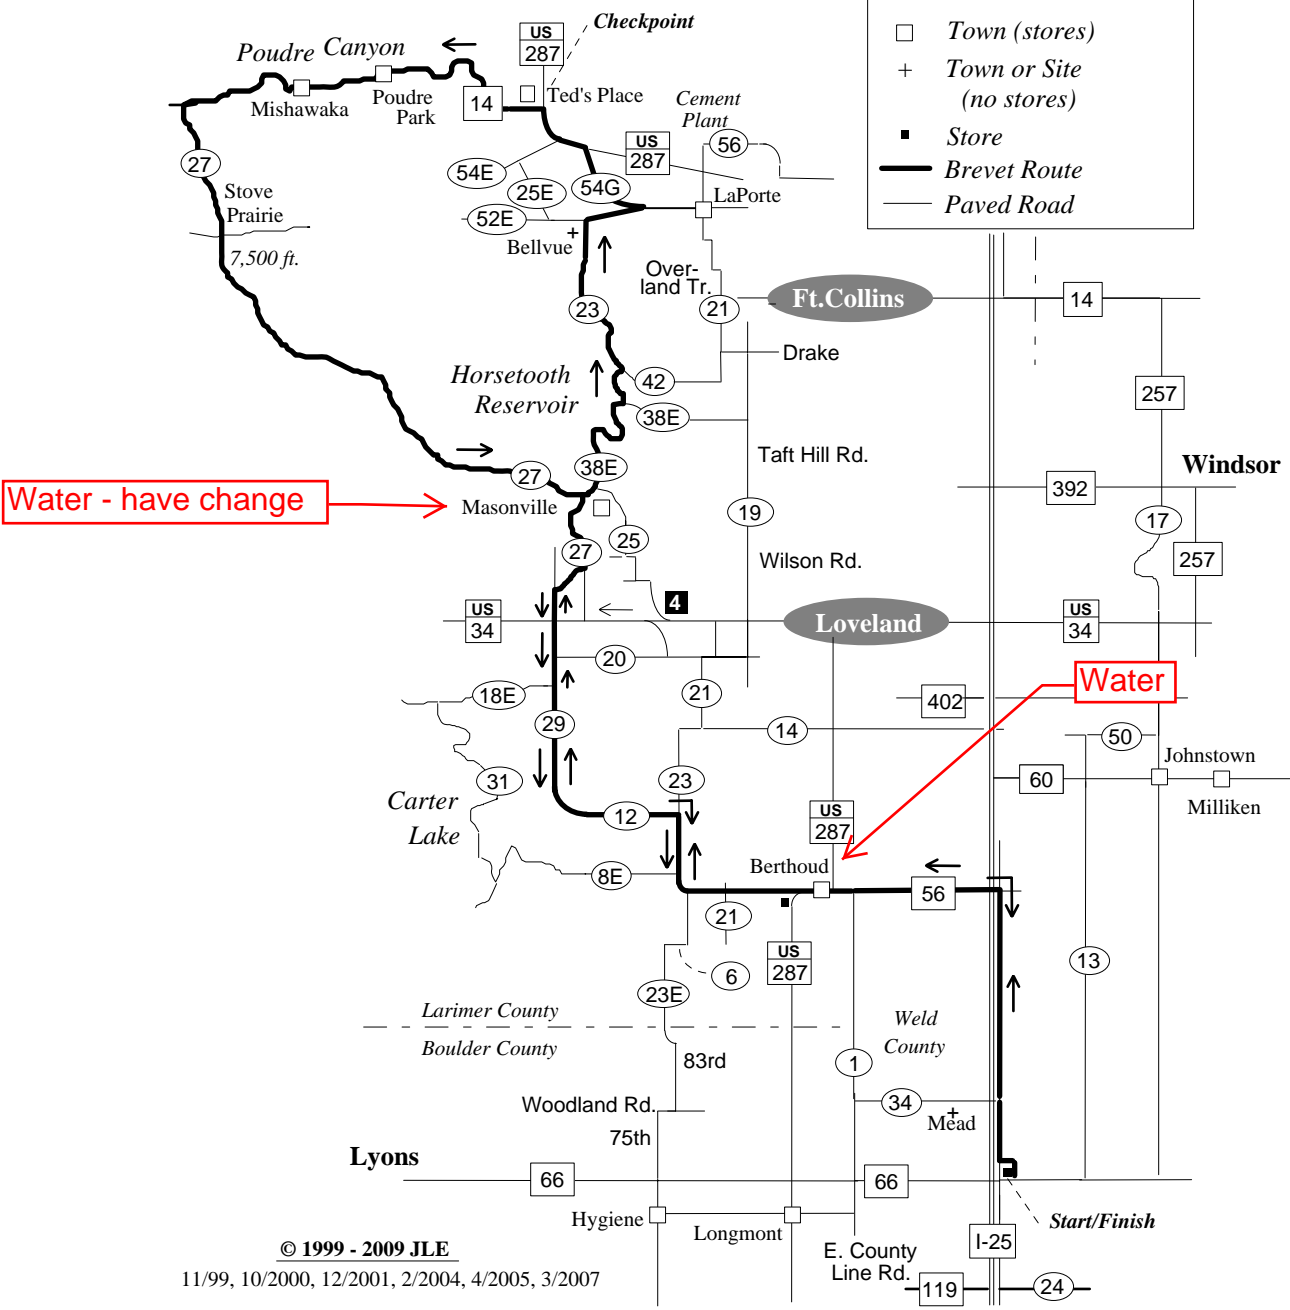 Checkpoint
US
287
Poudre Canyon
Mishawaka
Poudre
Park
14
Ted's Place
Cement
Plant
56
US
287
Town (stores)
+ Town or Site
(no stores)
Store
Brevet Route
Paved Road
27
Stove
Prairie
7,500 ft.
54E
25E
54G
52E
Bellvue
+
LaPorte
Over-
land Tr.
21
Ft.Collins
14
23
Drake
42
Horsetooth
Reservoir
38E
257
Taft Hill Rd.
Windsor
27
38E
392
Water - have change
Masonville
19
17
25
27
Wilson Rd.
257
4
US
34
Loveland
US
34
20
Water
18E
21
402
29
14
50
Johnstown
31
23
60
Milliken
Carter
Lake
12
US
287
Berthoud
8E
56
21
US
287
6
13
23E
Larimer County
Boulder County
Weld
County
83rd
1
Woodland Rd.
34
+
Mead
75th
Lyons
66
66
Hygiene
Longmont
Start/Finish
I-25
E. County
Line Rd.
119
24
© 1999 - 2009 JLE
11/99, 10/2000, 12/2001, 2/2004, 4/2005, 3/2007